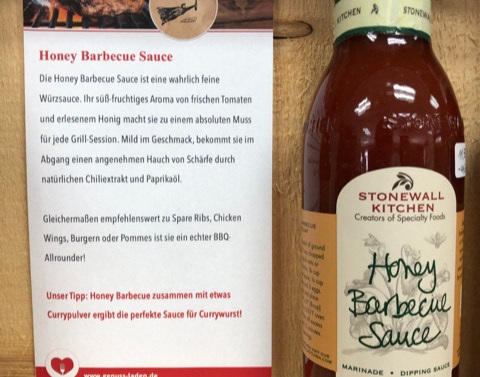 Honey Barbecue Sauce
Die Honey Barbecue Sauce ist eine wahrlich feine
Würzsauce. Ihr süß-fruchtiges Aroma von frischen Tomaten
und erlesenem Honig macht sie zu einem absoluten Muss
für jede Grill-Session. Mild im Geschmack, bekommt sie im
Abgang einen angenehmen Hauch von Schärfe durch
natürlichen Chiliextrakt und Paprikaöl.
Gleichermaßen empfehlenswert zu Spare Ribs, Chicken
Wings, Burgern oder Pommes ist sie ein echter BBQ-
Allrounder!
Unser Tipp: Honey Barbecue zusammen mit etwas
Currypulver ergibt die perfekte Sauce für Currywurst!
www.genuss-laden.de
KITCHEN STONEWALL
STONEWALL
KITCHEN
Creators of Specialty Foods
Honey
Barbecue
Sauce
MARINADE • DIPPING SAUCE